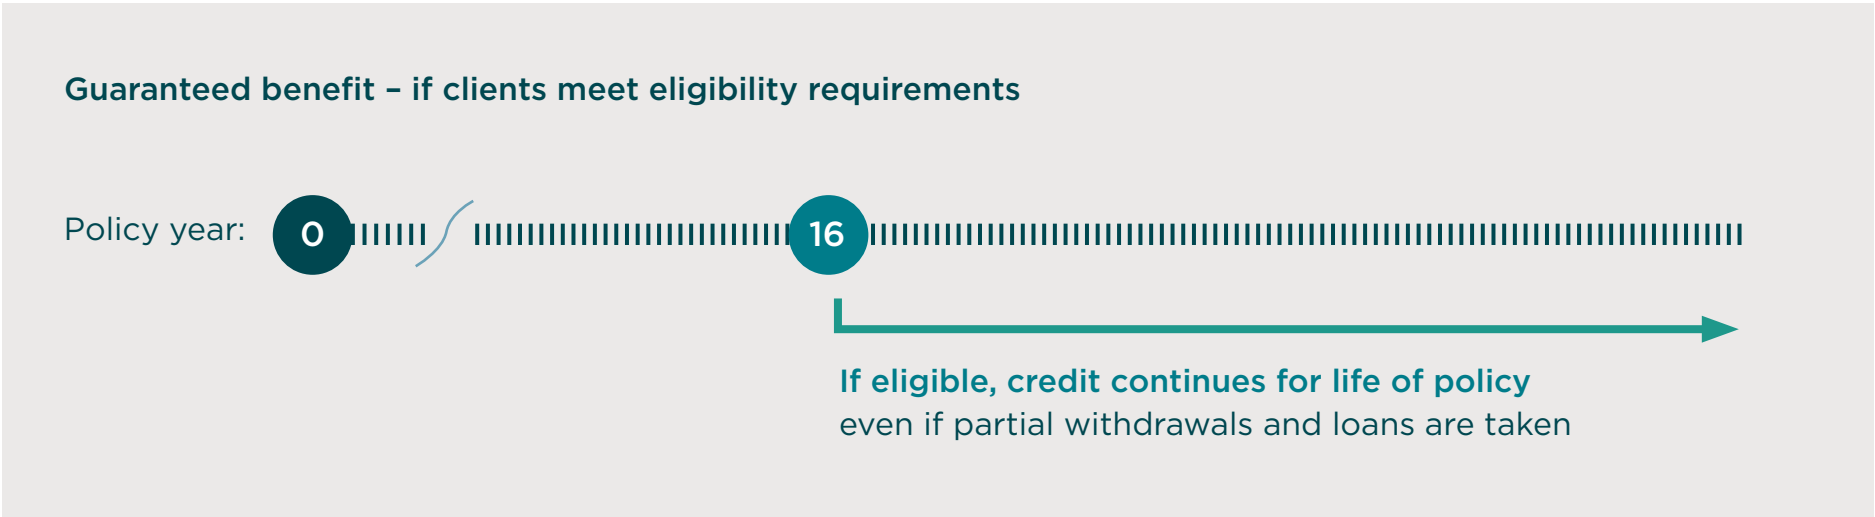 Guaranteed benefit – if clients meet eligibility requirements
Policy year: 0 16
If eligible, credit continues for life of policy
even if partial withdrawals and loans are taken